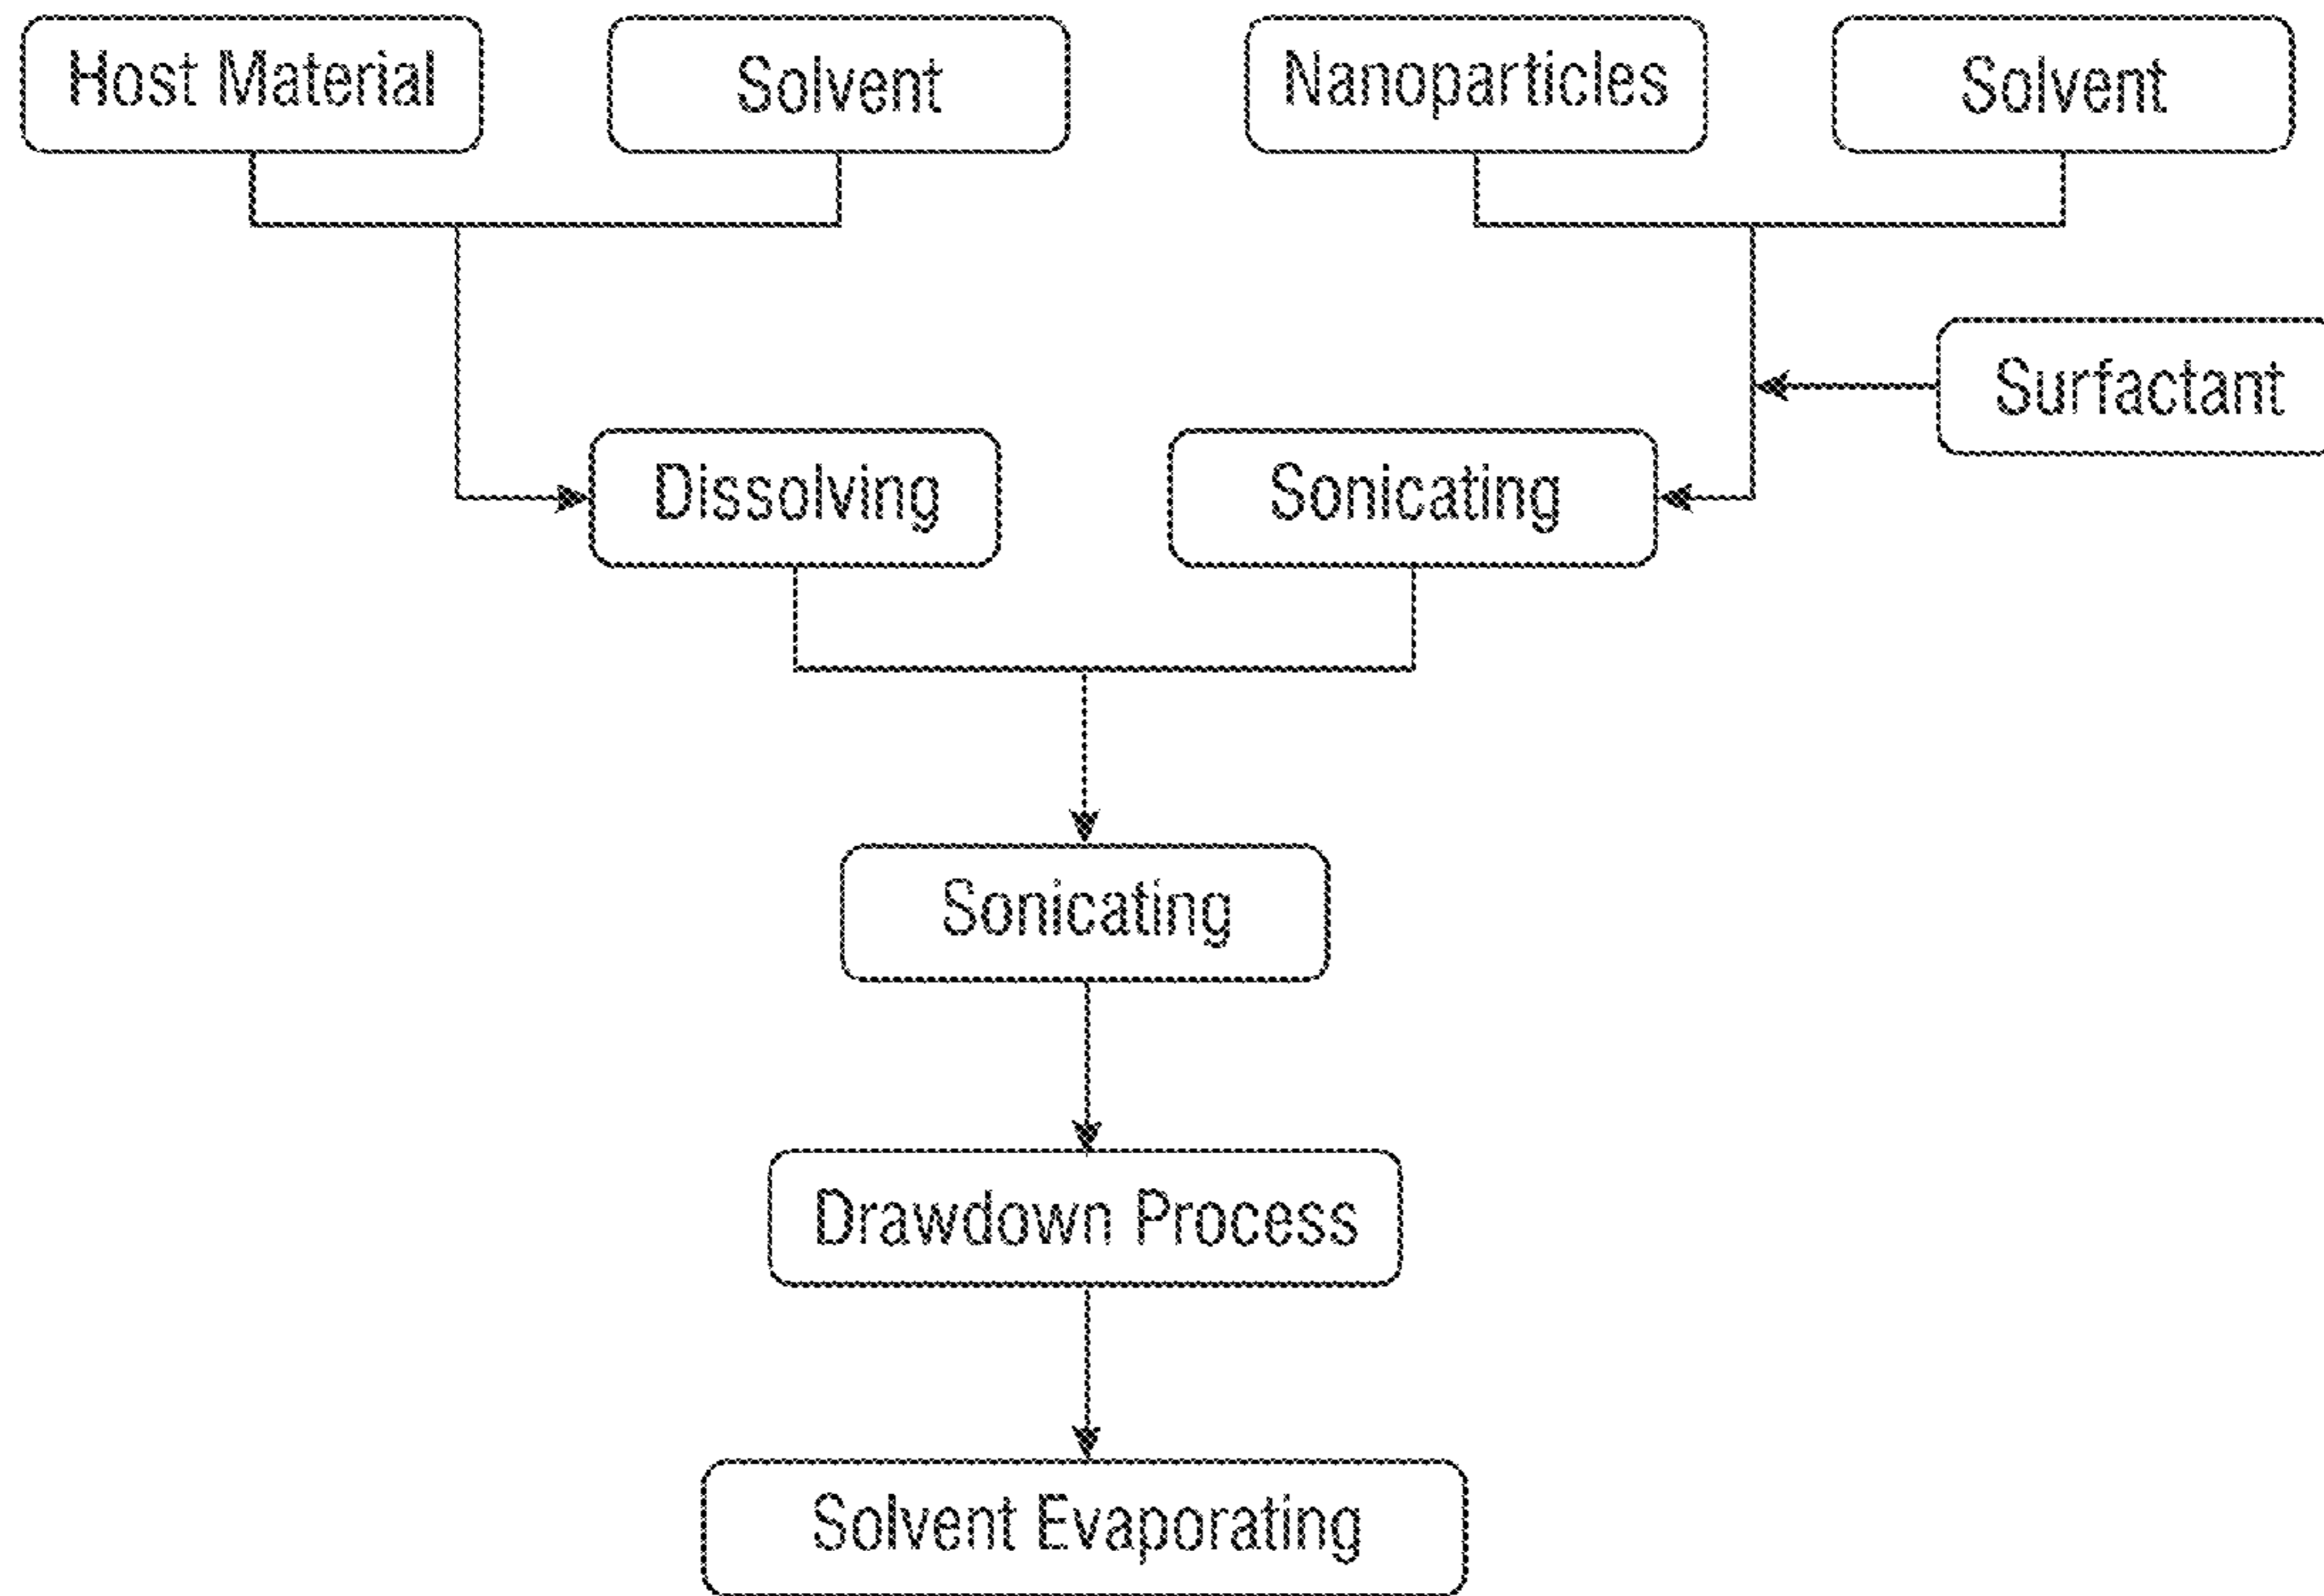 Host Material
Solvent
Nanoparticles
Solvent
Surfactant
Dissolving
Sonicating
Sonicating
Drawdown Process
Solvent Evaporating